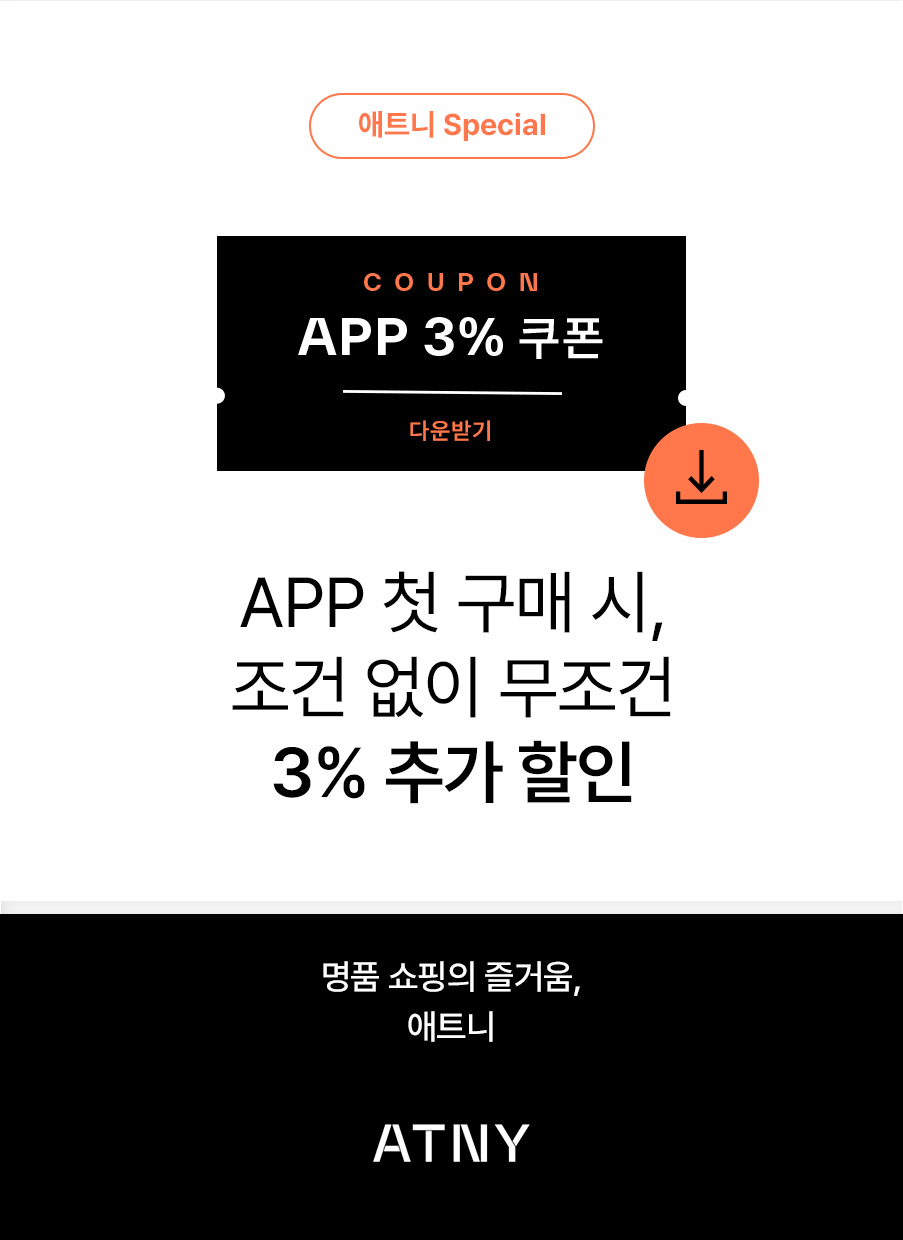 애트니 Special
COUPON
APP 3% 쿠폰
다운받기
APP 첫 구매 시,
조건 없이 무조건
3% 추가 할인
명품 쇼핑의 즐거움,
애트니
ATNY